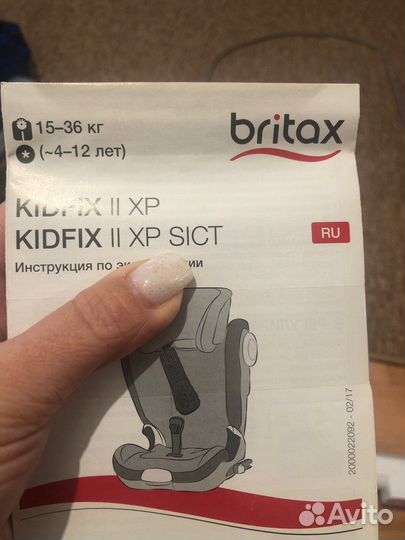 15–36 кг
britax
(~4–12 лет)
KIDFIX II XP
KIDFIX II XP SICT
RU
Инструкция по
2000022092 - 02/17
Avito